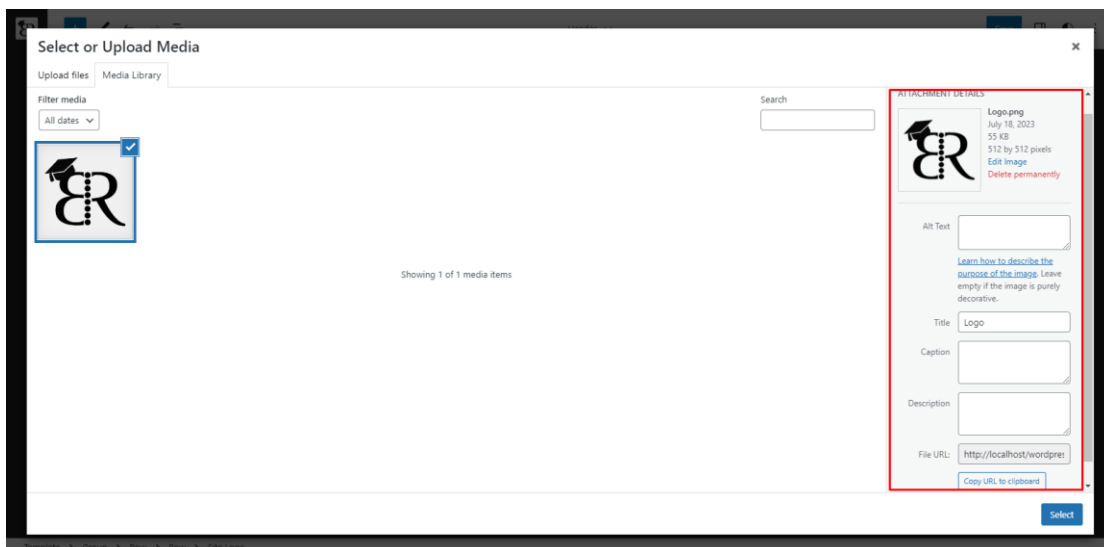 Select or Upload Media
Upload files Media Library
Filter media
All dates
Search
Showing 1 of 1 media items
ATTACHMENT DETAILS
Logo.png
July 18, 2023
55 KB
512 by 512 pixels
Edit Image
Delete permanently
Alt Text
Learn how to describe the
purpose of the image. Leave
empty if the image is purely
decorative.
Title Logo
Caption
Description
File URL: http://localhost/wordpre
Copy URL to clipboard
Select